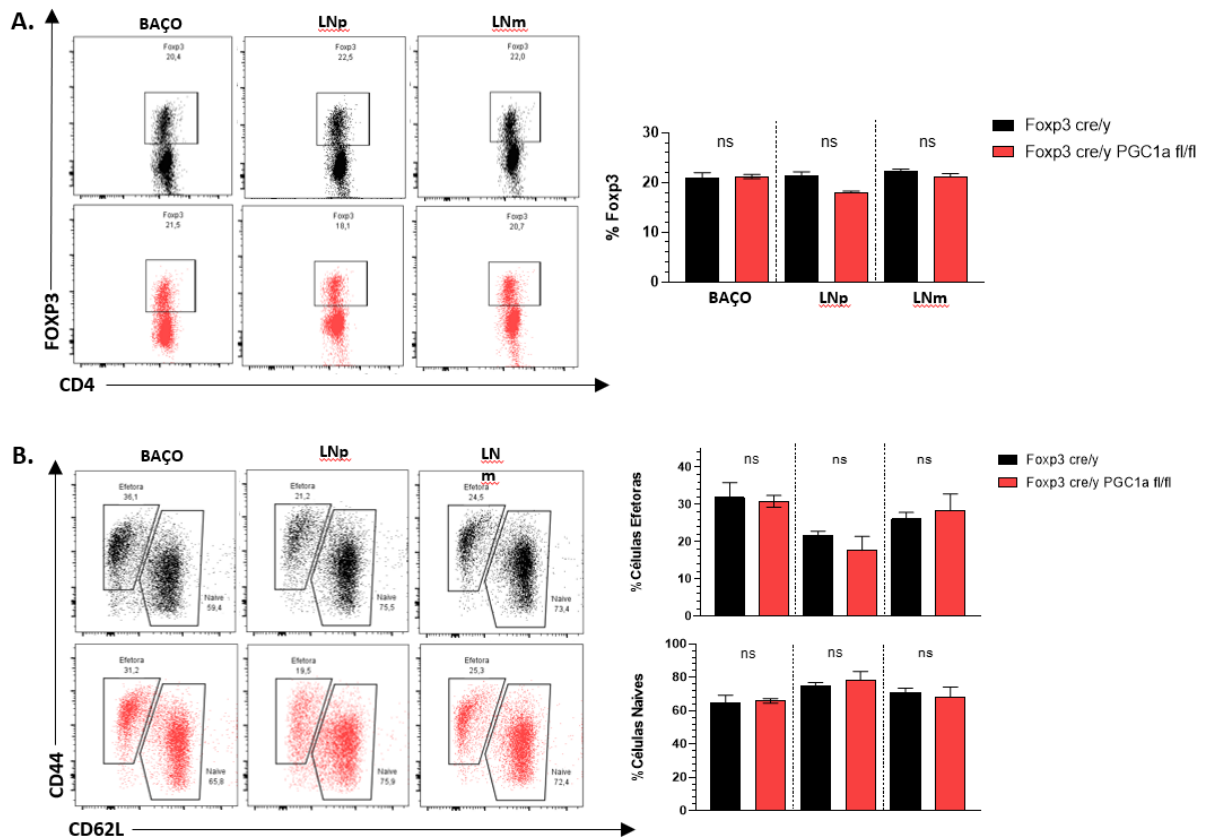 A.
BAÇO
LNp
LNm
Foxp3
20,4
Foxp3
22,5
Foxp3
22,0
Foxp3
21,5
Foxp3
18,1
Foxp3
20,7
FOXP3
CD4
30
20
10
0
% Foxp3
ns
ns
ns
BAÇO
LNp
LNm
Foxp3 cre/y
Foxp3 cre/y PGC1a fl/fl
B.
BAÇO
LNp
LN
m
Efetora
36,1
Naive
59,4
Efetora
21,2
Naive
75,5
Efetora
24,5
Naive
73,4
Efetora
31,2
Naive
65,8
Efetora
19,5
Naive
75,9
Efetora
25,3
Naive
72,4
CD44
CD62L
40
30
20
10
0
% Células Efetoras
ns
ns
ns
Foxp3 cre/y
Foxp3 cre/y PGC1a fl/fl
100
80
60
40
20
0
% Células Naives
ns
ns
ns